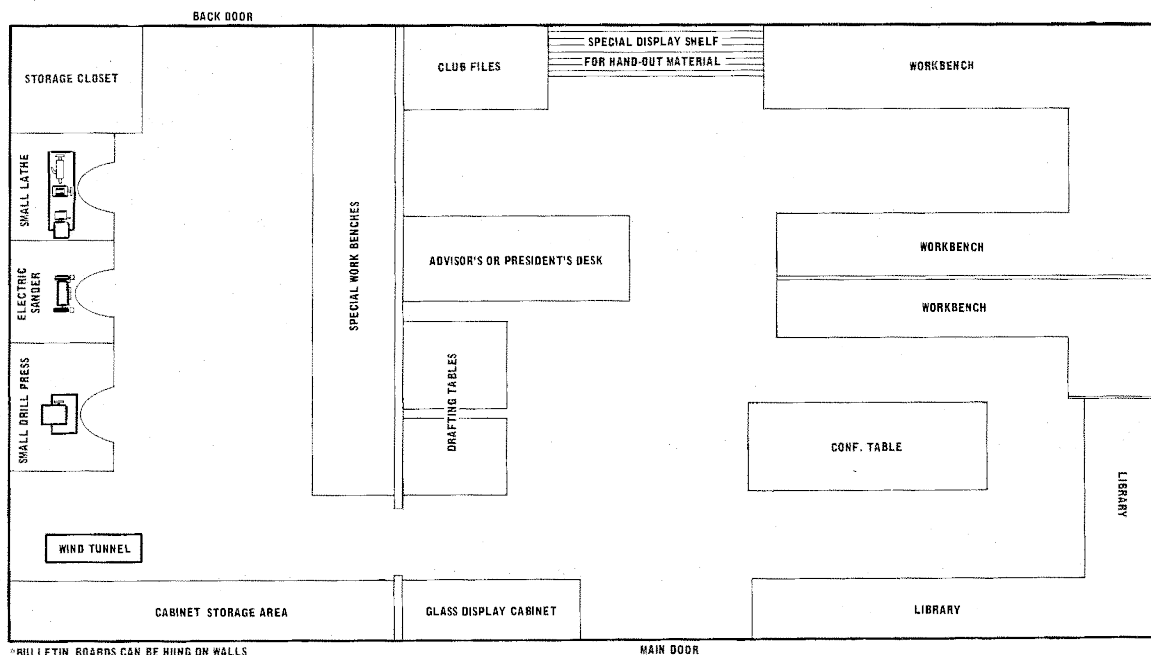 BACK DOOR
STORAGE CLOSET
CLUB FILES
SPECIAL DISPLAY SHELF
FOR HAND-OUT MATERIAL
WORKBENCH
SMALL LATHE
SPECIAL WORK BENCHES
ADVISOR'S OR PRESIDENT'S DESK
WORKBENCH
ELECTRIC
SANDER
WORKBENCH
SMALL DRILL PRESS
DRAFTING TABLES
CONF. TABLE
LIBRARY
WIND TUNNEL
CABINET STORAGE AREA
GLASS DISPLAY CABINET
LIBRARY
*BULLETIN BOARDS CAN BE HUNG ON WALLS
MAIN DOOR